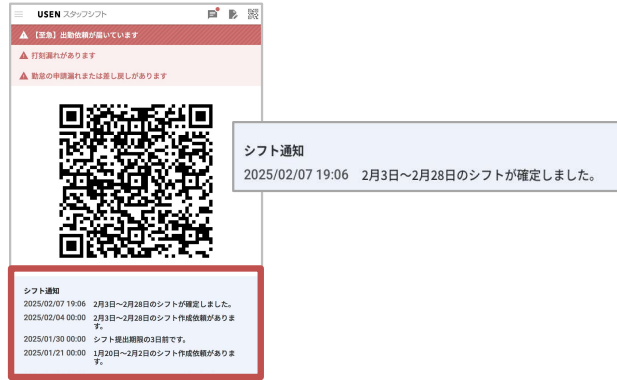 USEN スタッフシフト
【至急】出勤依頼が届いています
打刻漏れがあります
勤怠の申請漏れまたは差し戻しがあります
シフト通知
2025/02/07 19:06 2月3日～2月28日のシフトが確定しました。
シフト通知
2025/02/07 19:06 2月3日～2月28日のシフトが確定しました。
2025/02/04 00:00 2月3日～2月28日のシフト作成依頼がありま
す。
2025/01/30 00:00 シフト提出期限の3日前です。
2025/01/21 00:00 1月20日～2月2日のシフト作成依頼がありま
す。